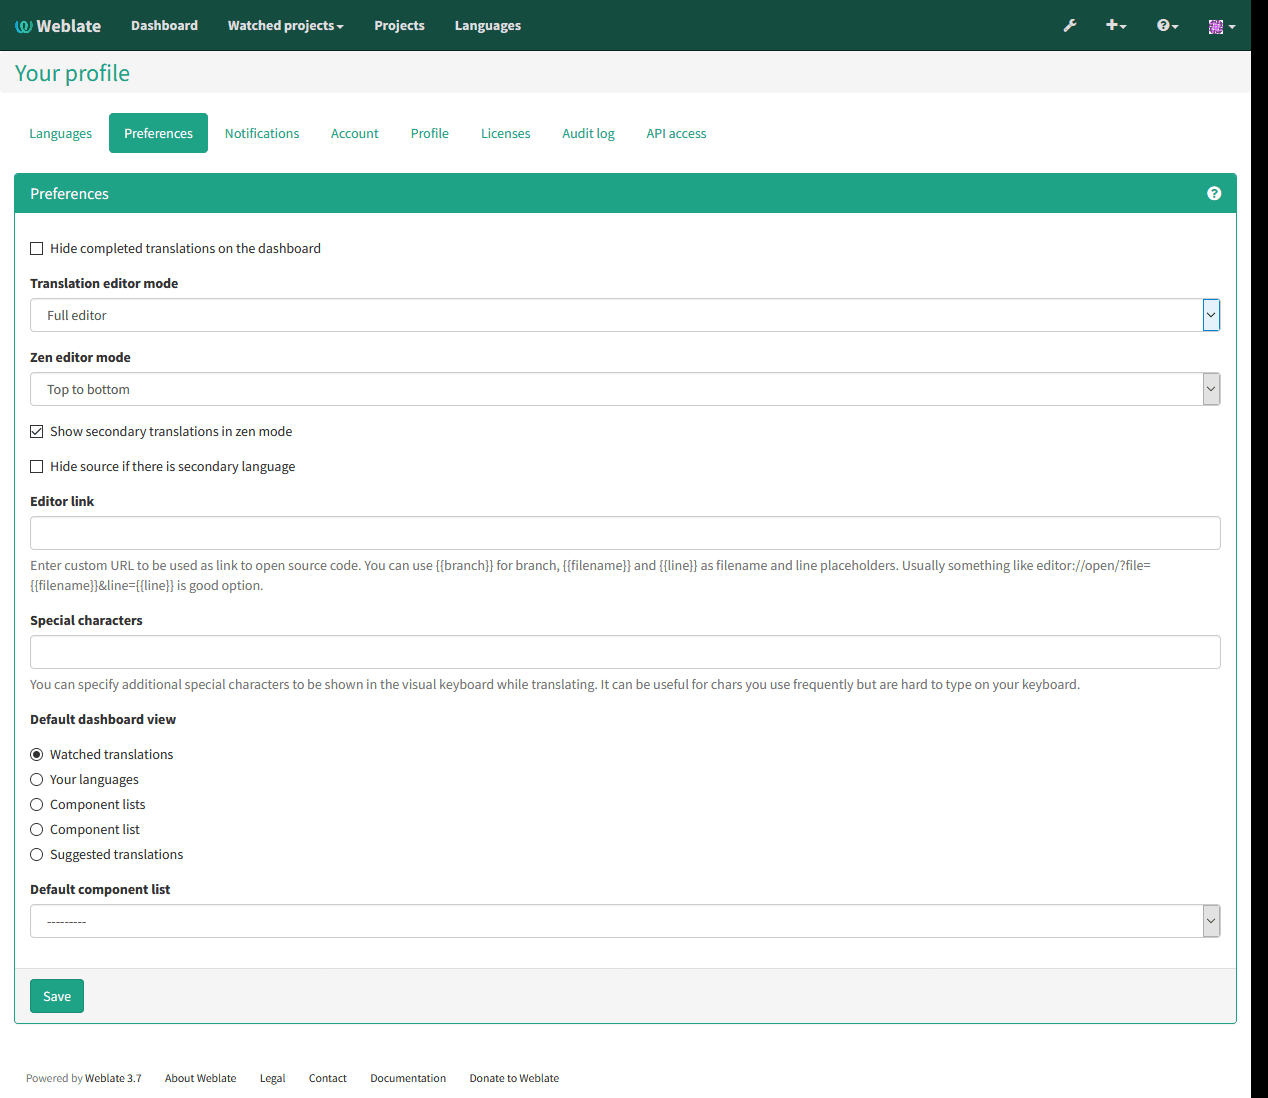 Weblate Dashboard Watched projects Projects Languages
Your profile
Languages Preferences Notifications Account Profile Licenses Audit log API access
Preferences
Hide completed translations on the dashboard
Translation editor mode
Full editor
Zen editor mode
Top to bottom
Show secondary translations in zen mode
Hide source if there is secondary language
Editor link
Enter custom URL to be used as link to open source code. You can use {{branch}} for branch, {{filename}} and {{line}} as filename and line placeholders. Usually something like editor://open/?file=
{{filename}}&line={{line}} is good option.
Special characters
You can specify additional special characters to be shown in the visual keyboard while translating. It can be useful for chars you use frequently but are hard to type on your keyboard.
Default dashboard view
Watched translations
Your languages
Component lists
Component list
Suggested translations
Default component list
---------
Save
Powered by Weblate 3.7 About Weblate Legal Contact Documentation Donate to Weblate